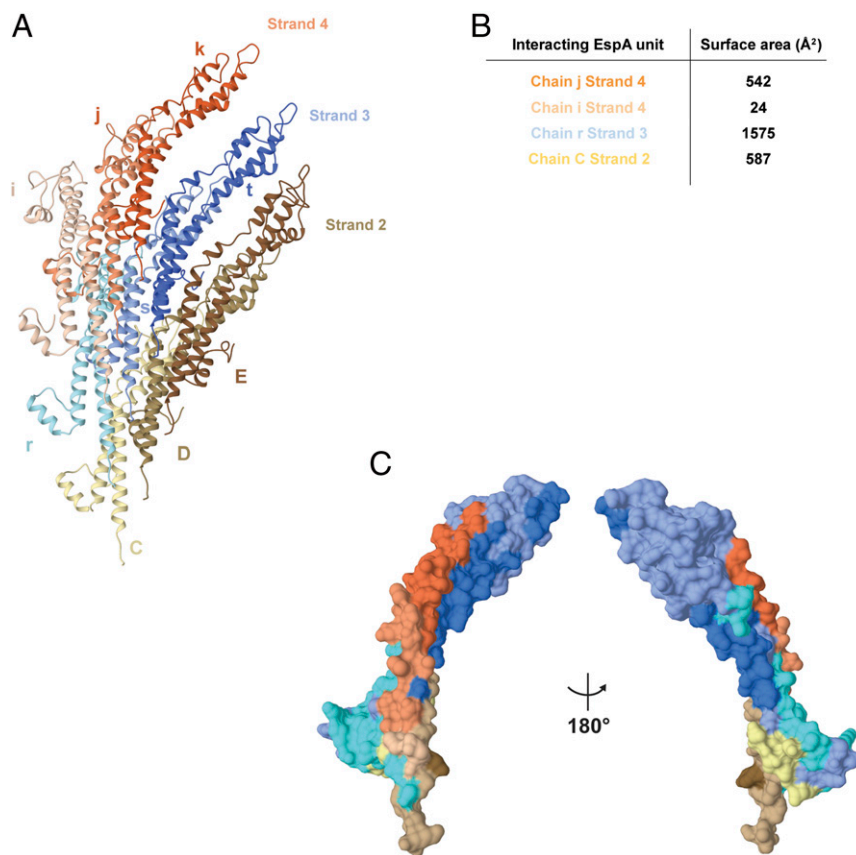 A
Strand 4
k
j
Strand 3
i
t
Strand 2
s
E
r
D
C
B
Interacting EspA unit Surface area (Å²)
Chain j Strand 4 542
Chain i Strand 4 24
Chain r Strand 3 1575
Chain C Strand 2 587
C
180°